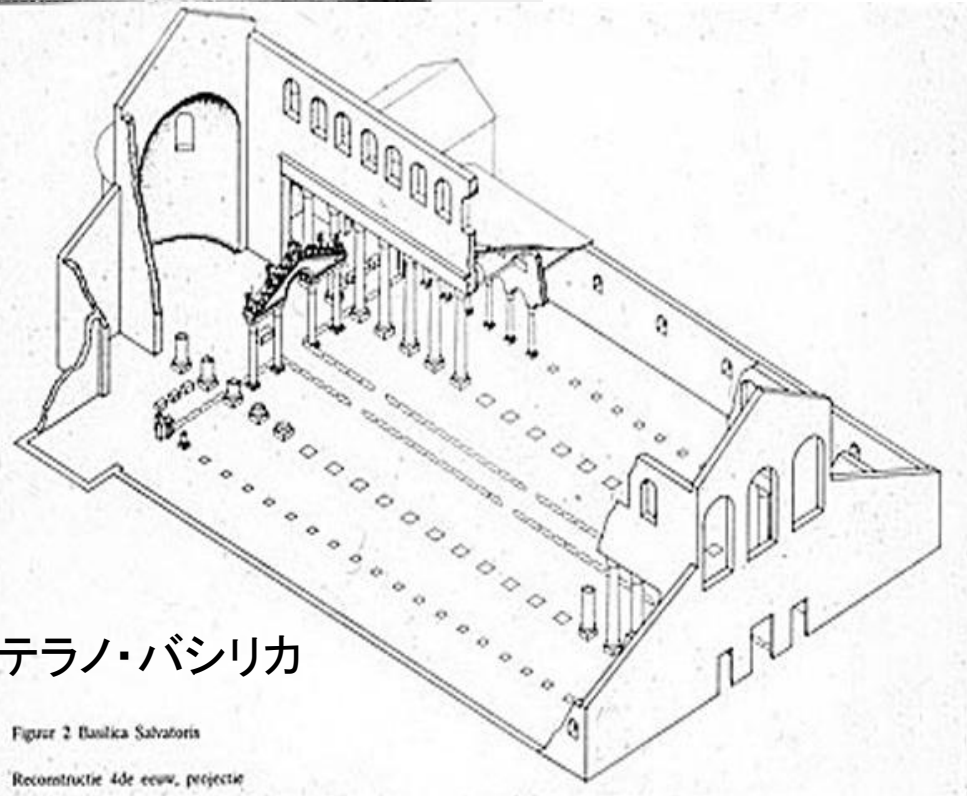 テラノ・バシリカ
Figuur 2 Basilica Salvatoris
Reconstructie 4de eeuw, projectie